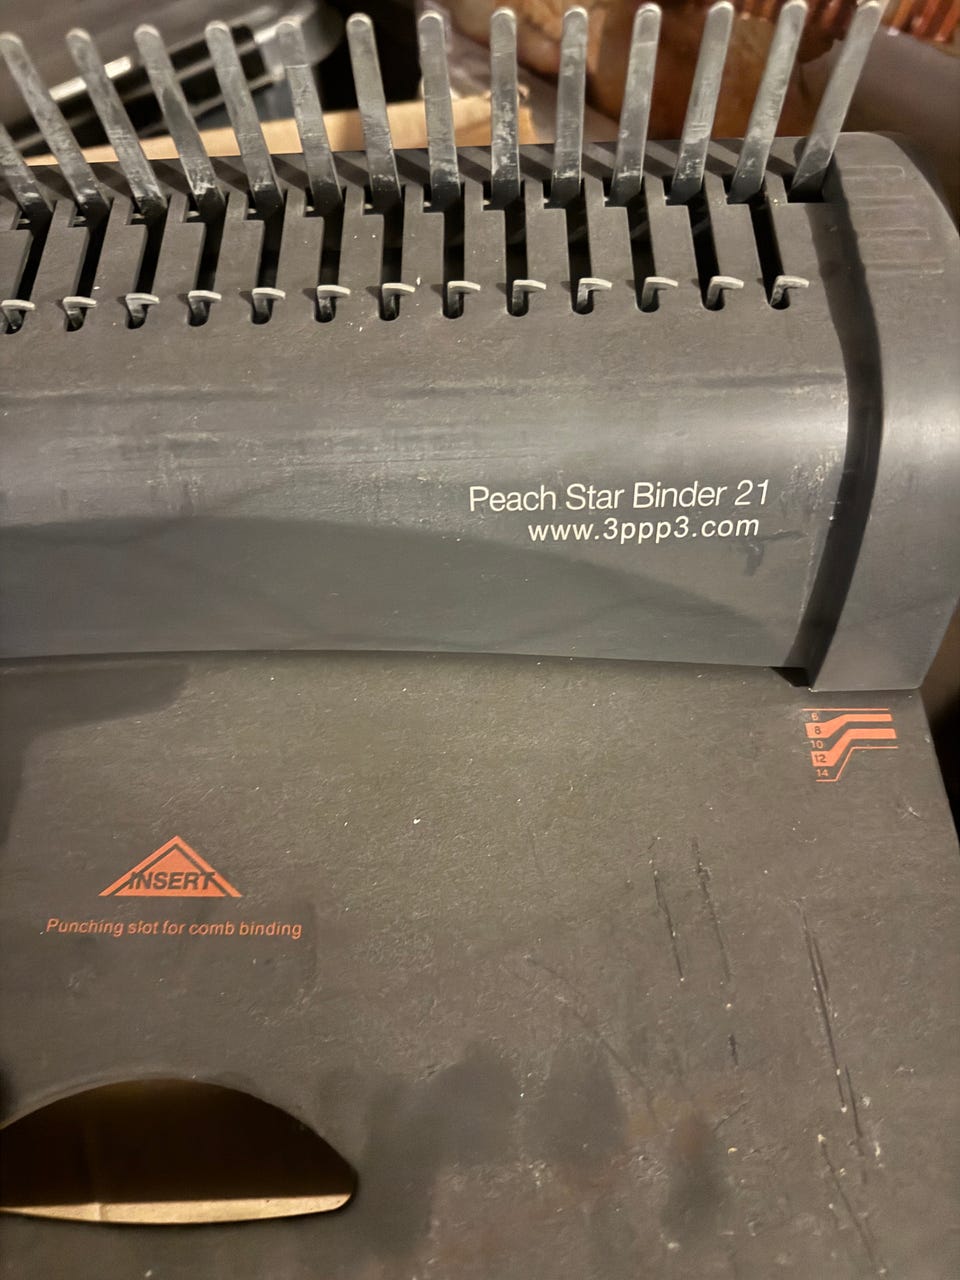 Peach Star Binder 21
www.3ppp3.com
6
8
10
12
14
INSERT
Punching slot for comb binding